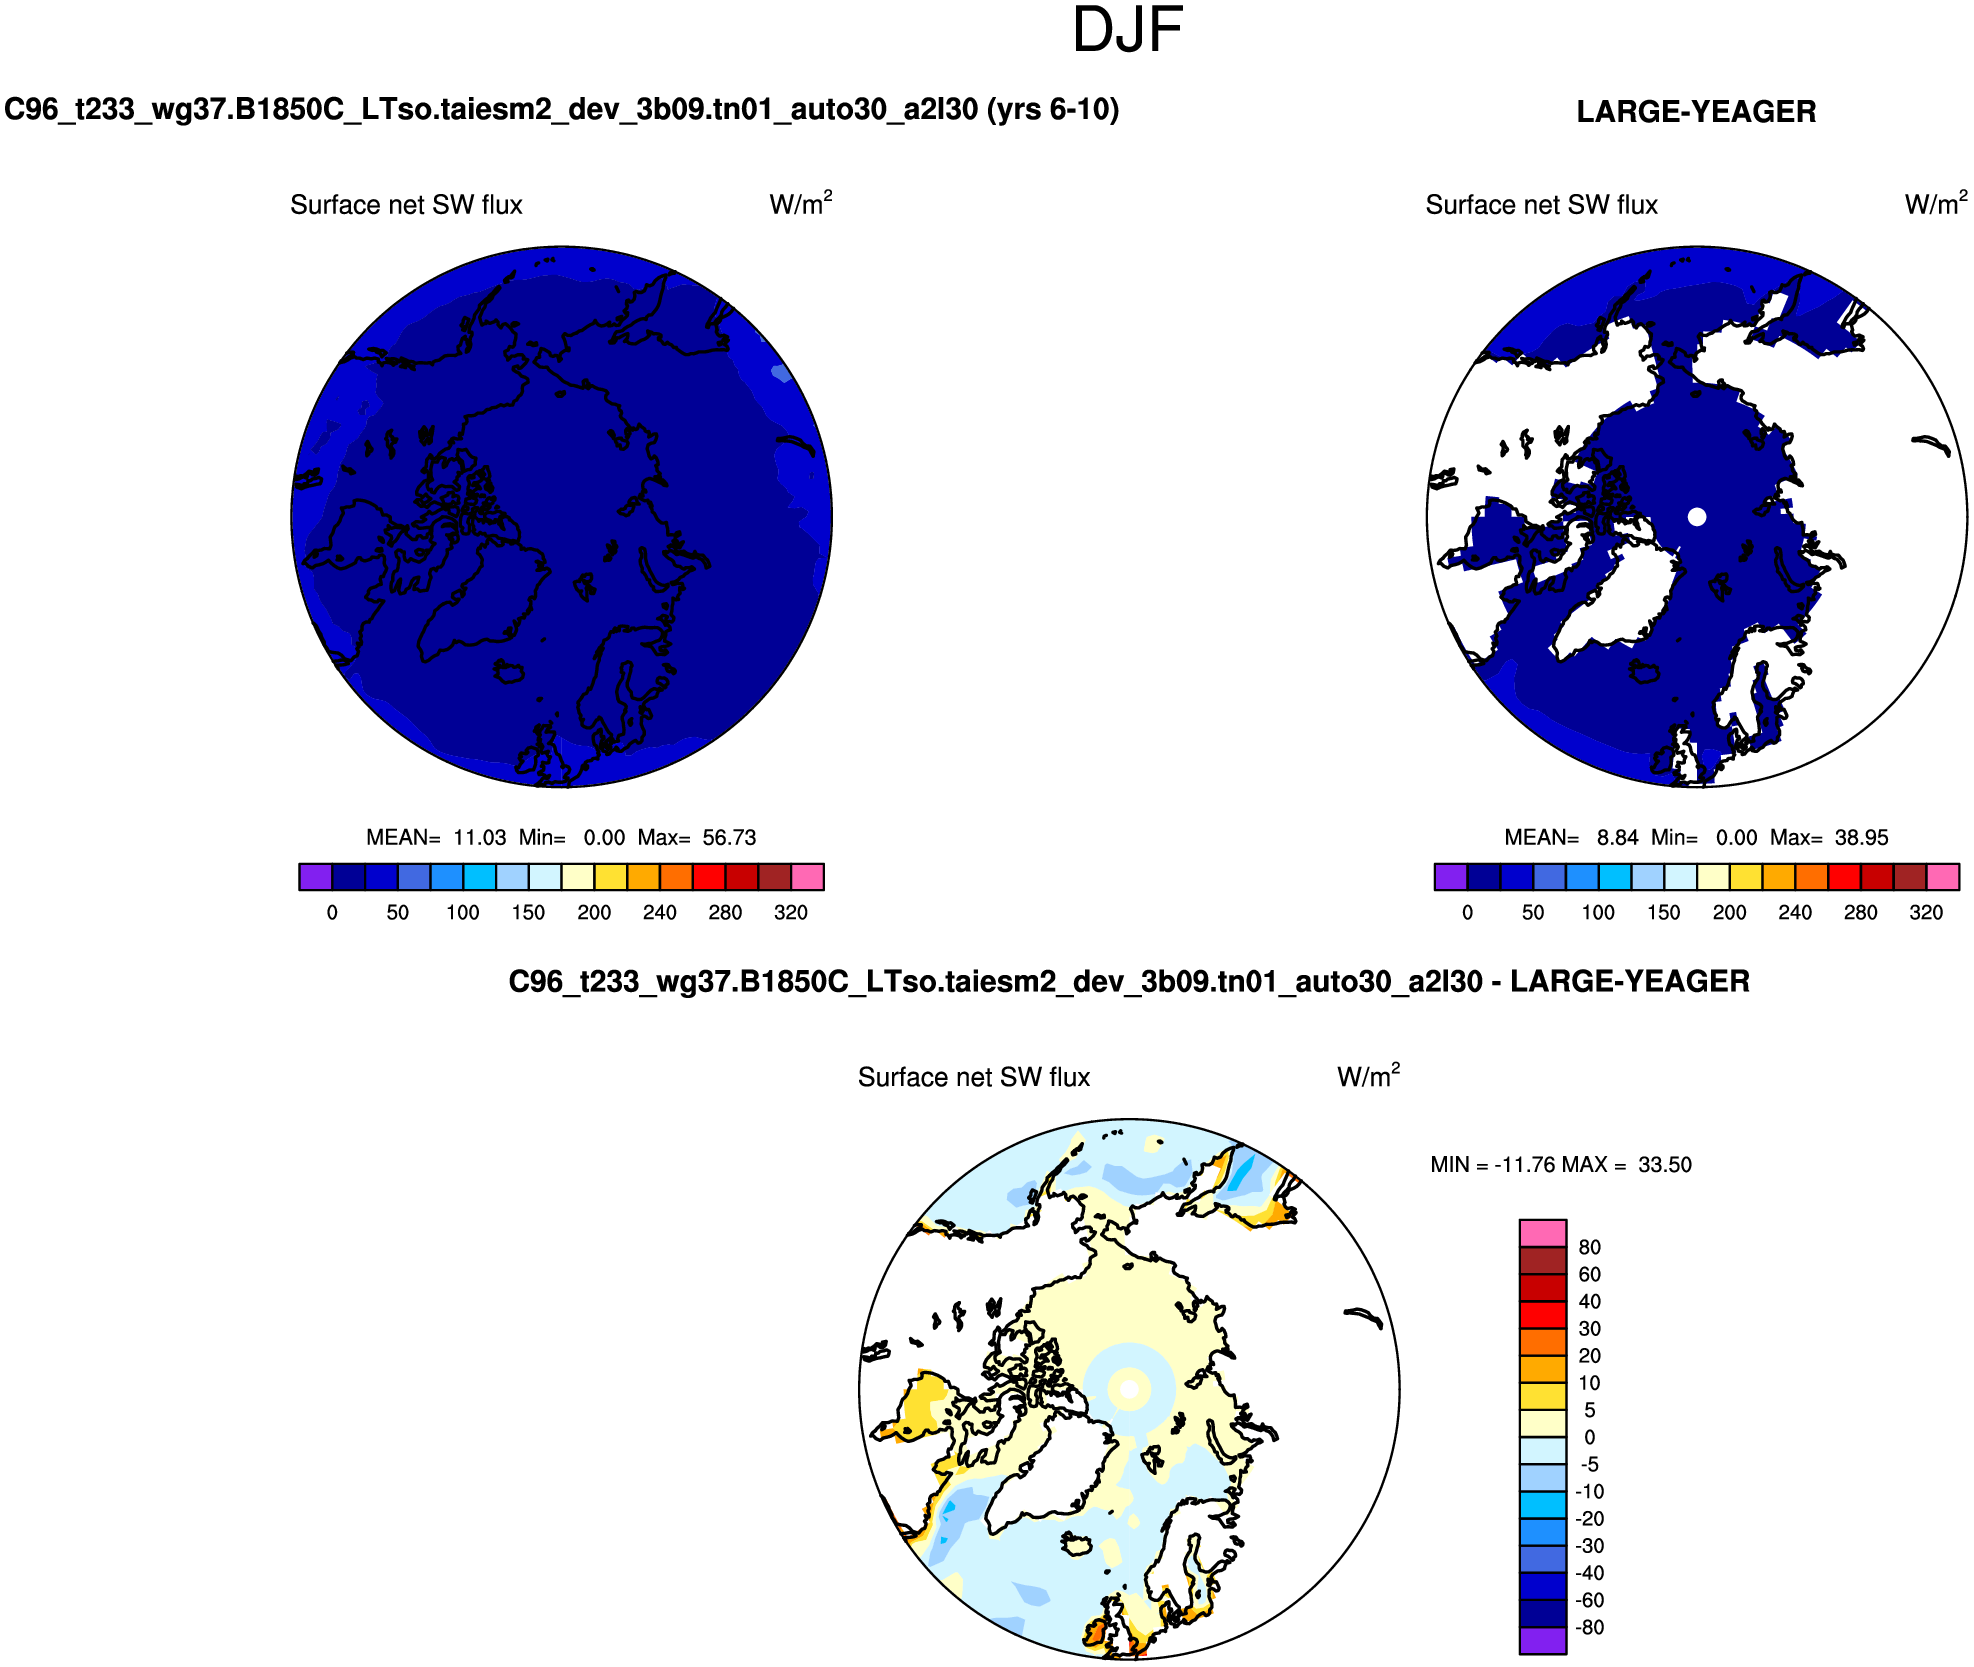 DJF
C96_t233_wg37.B1850C_LTso.taiesm2_dev_3b09.tn01_auto30_a2l30 (yrs 6-10)
LARGE-YEAGER
Surface net SW flux W/m²
Surface net SW flux W/m²
MEAN= 11.03 Min= 0.00 Max= 56.73
MEAN= 8.84 Min= 0.00 Max= 38.95
0 50 100 150 200 240 280 320
0 50 100 150 200 240 280 320
C96_t233_wg37.B1850C_LTso.taiesm2_dev_3b09.tn01_auto30_a2l30 - LARGE-YEAGER
Surface net SW flux W/m²
MIN = -11.76 MAX = 33.50
80
60
40
30
20
10
5
0
-5
-10
-20
-30
-40
-60
-80